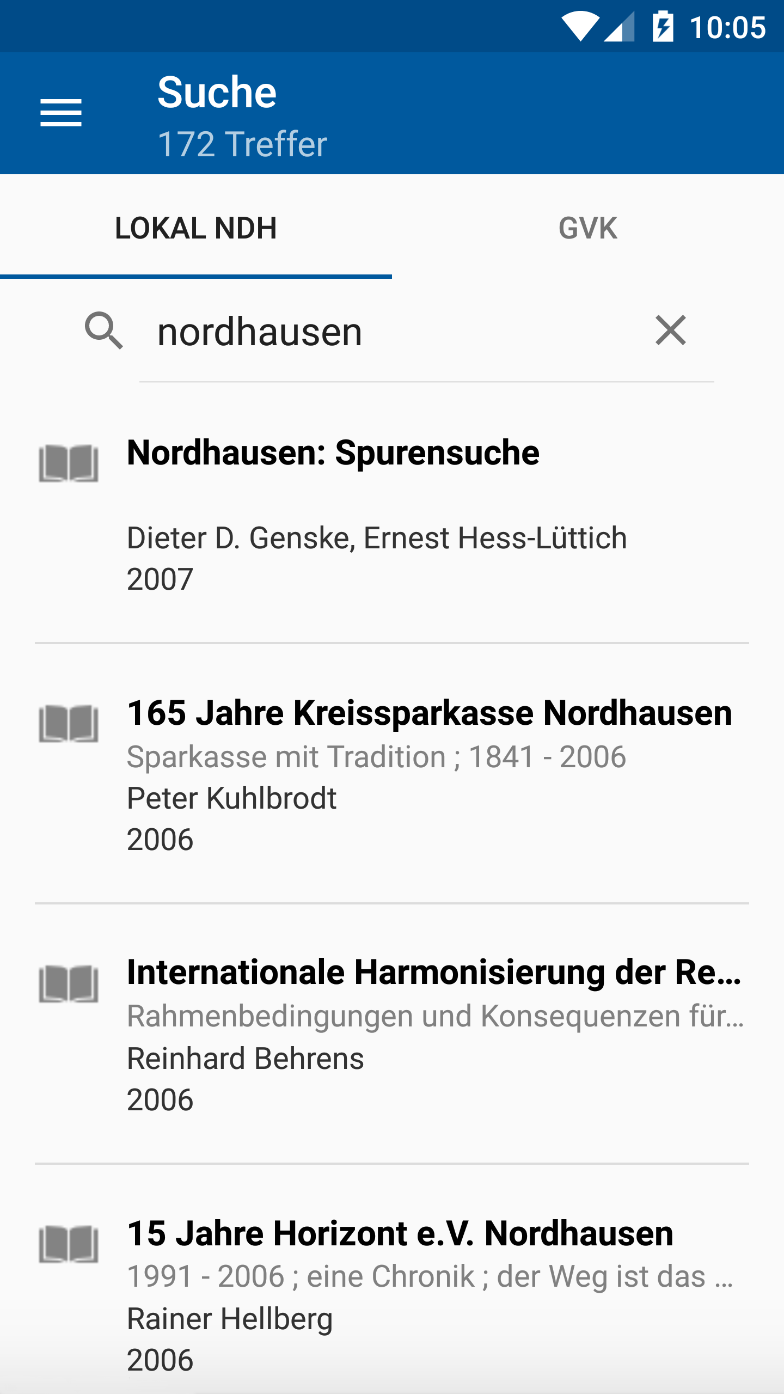 10:05
Suche
172 Treffer
LOKAL NDH
GVK
nordhausen
Nordhausen: Spurensuche
Dieter D. Genske, Ernest Hess-Lüttich
2007
165 Jahre Kreissparkasse Nordhausen
Sparkasse mit Tradition ; 1841 - 2006
Peter Kuhlbrodt
2006
Internationale Harmonisierung der Re...
Rahmenbedingungen und Konsequenzen für...
Reinhard Behrens
2006
15 Jahre Horizont e.V. Nordhausen
1991 - 2006 ; eine Chronik ; der Weg ist das ...
Rainer Hellberg
2006